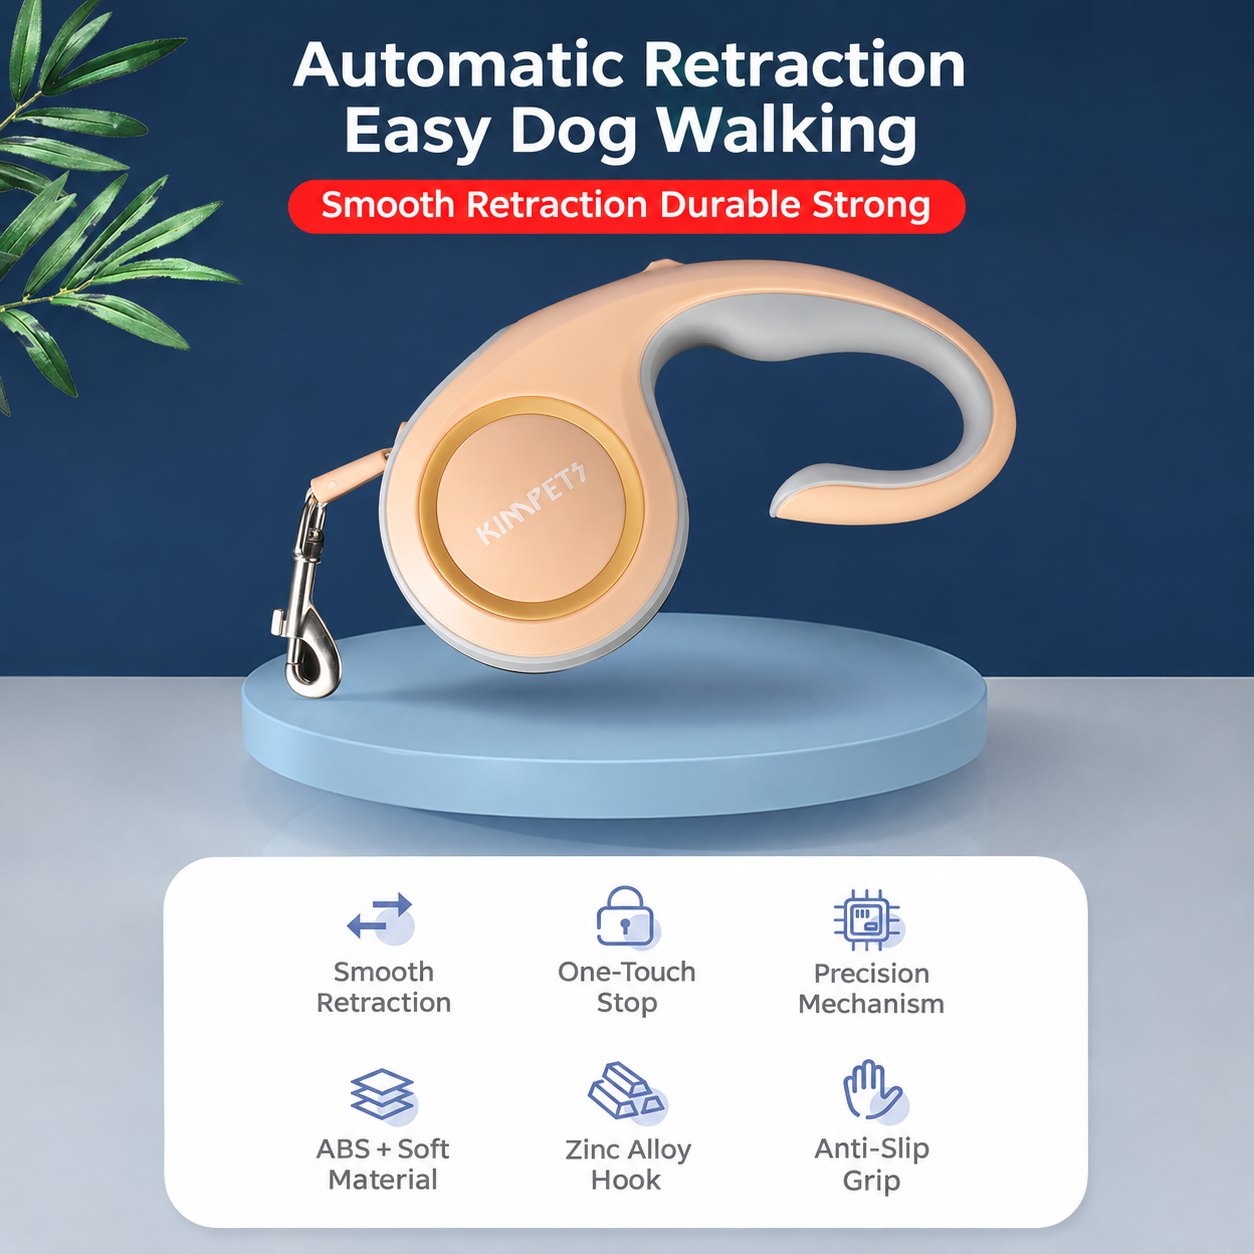 Automatic Retraction
Easy Dog Walking
Smooth Retraction Durable Strong
KIMPETS
Smooth
Retraction
One-Touch
Stop
Precision
Mechanism
ABS + Soft
Material
Zinc Alloy
Hook
Anti-Slip
Grip